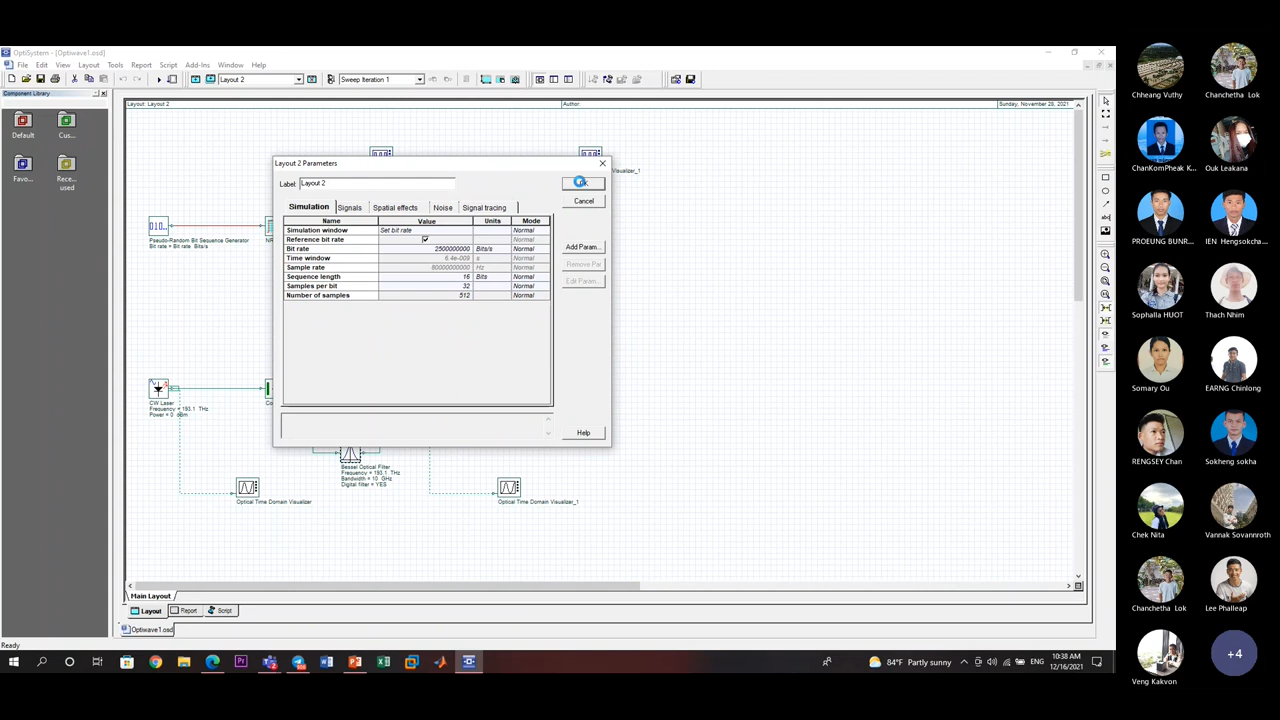 OptiSystem - [Optiwave1.osd]
File Edit View Layout Tools Report Script Add-Ins Window Help
Layout 2
Sweep Iteration 1
Component Library
Default
Cus...
Favo...
Rece...
used
Layout: Layout 2
Author:
Sunday, November 28, 2021
Visualizer_1
Pseudo-Random Bit Sequence Generator
Bit rate = Bit rate Bits/s
NR
CW Laser
Frequency = 193.1 THz
Power = 0 dBm
Co
Layout 2 Parameters
Label: Layout 2
Cancel
Simulation Signals Spatial effects Noise Signal tracing
Name Value Units Mode
Simulation window Set bit rate Normal
Reference bit rate Normal
Bit rate 2500000000 Bits/s Normal
Time window 6.4e-009 s Normal
Sample rate 80000000000 Hz Normal
Sequence length 16 Bits Normal
Samples per bit 32 Normal
Number of samples 512 Normal
Add Param...
Remove Par
Edit Param...
Help
Bessel Optical Filter
Frequency = 193.1 THz
Bandwidth = 10 GHz
Digital filter = YES
Optical Time Domain Visualizer
Optical Time Domain Visualizer_1
Main Layout
Layout Report Script
Optiwave1.osd
Ready
84°F Partly sunny
ENG
10:38 AM
12/16/2021
Chheang Vuthy
Chanchetha Lok
ChanKomPheak K...
Ouk Leakana
PROEUNG BUNR...
IEN Hengsokcha...
Sophalla HUOT
Thach Nhim
Somary Ou
EARNG Chinlong
RENGSEY Chan
Sokheng sokha
Chek Nita
Vannak Sovannroth
Chanchetha Lok
Lee Phalleap
Veng Kakvon
+4